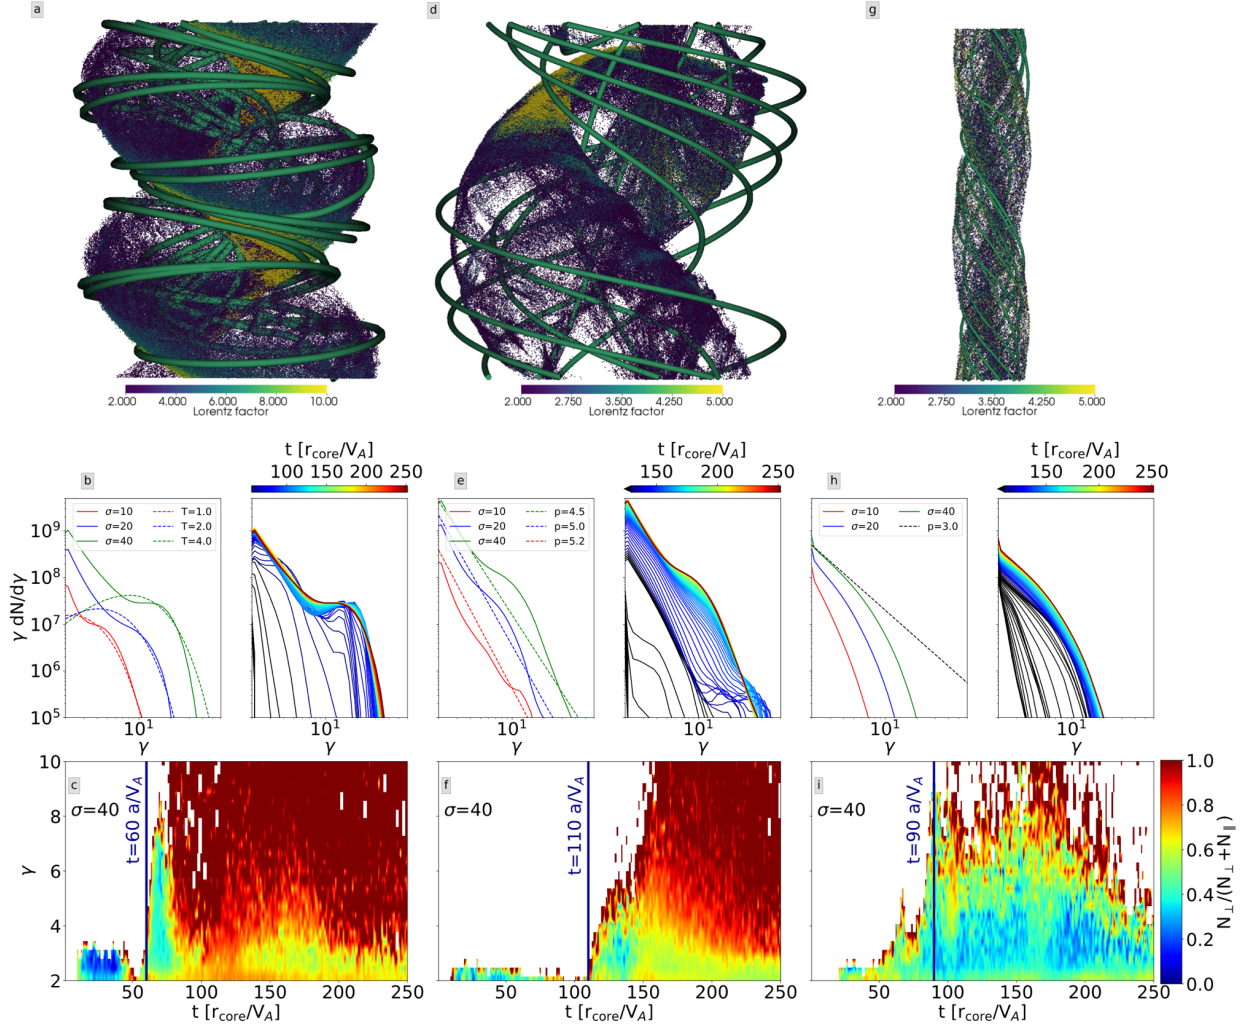 a
d
g
2.000 4.000 6.000 8.000 10.00
Lorentz factor
2.000 2.750 3.500 4.250 5.000
Lorentz factor
2.000 2.750 3.500 4.250 5.000
Lorentz factor
t [r_core/V_A]
100 150 200 250
t [r_core/V_A]
150 200 250
t [r_core/V_A]
150 200 250
b
e
h
γ dN/dγ
10^9
10^8
10^7
10^6
10^5
σ=10
σ=20
σ=40
T=1.0
T=2.0
T=4.0
10^1
γ
10^1
γ
σ=10
σ=20
σ=40
p=4.5
p=5.0
p=5.2
10^1
γ
10^1
γ
σ=10
σ=20
σ=40
p=3.0
10^1
γ
10^1
γ
c
σ=40
t=60 a/V_A
γ
10
8
6
4
2
50 100 150 200 250
t [r_core/V_A]
f
σ=40
t=110 a/V_A
50 100 150 200 250
t [r_core/V_A]
i
σ=40
t=90 a/V_A
50 100 150 200 250
t [r_core/V_A]
1.0
0.8
0.6
0.4
0.2
0.0
N_⊥/(N_⊥+N_∥)